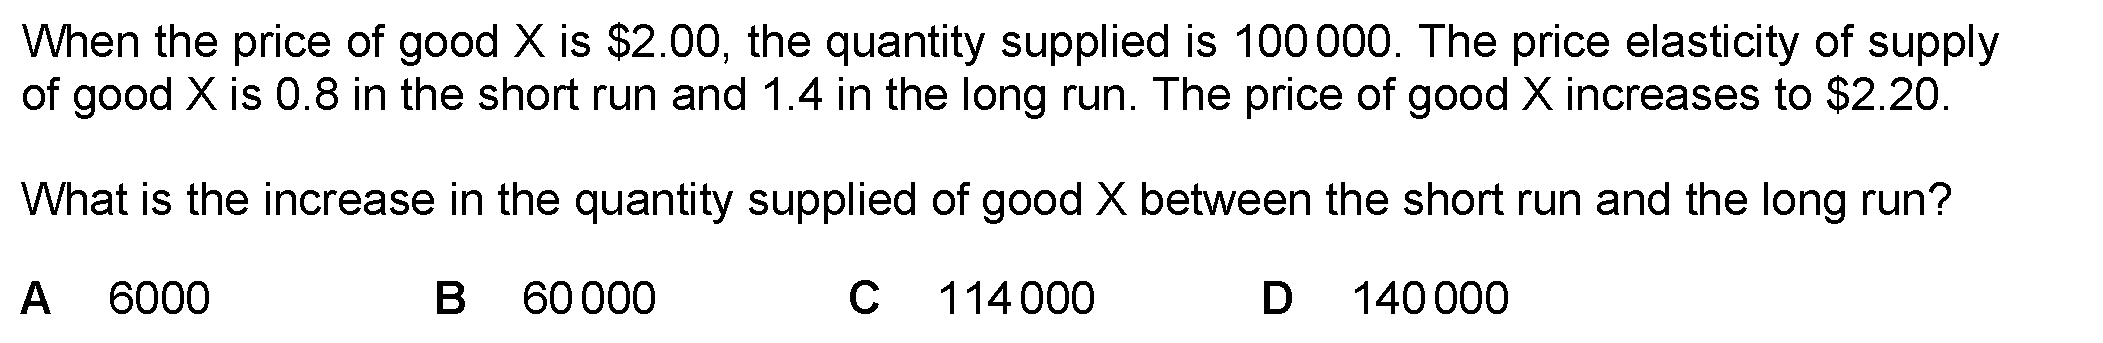 When the price of good X is $2.00, the quantity supplied is 100 000. The price elasticity of supply
of good X is 0.8 in the short run and 1.4 in the long run. The price of good X increases to $2.20.
What is the increase in the quantity supplied of good X between the short run and the long run?
A 6000 B 60 000 C 114 000 D 140 000